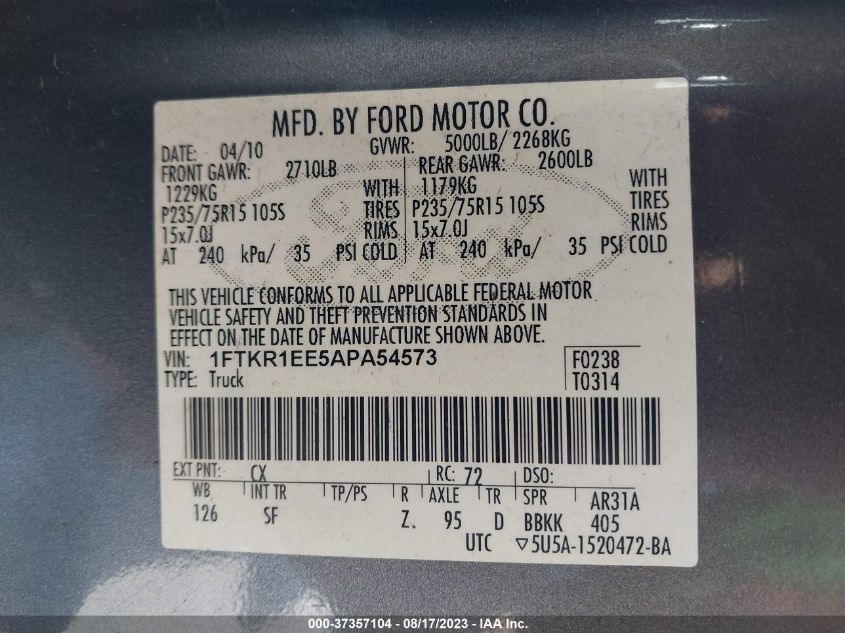 MFD. BY FORD MOTOR CO.
DATE: 04/10 GVWR: 5000LB/ 2268KG
FRONT GAWR: 2710LB REAR GAWR: 2600LB
1229KG WITH 1179KG WITH
P235/75R15 105S TIRES P235/75R15 105S TIRES
15x7.0J RIMS 15x7.0J RIMS
AT 240 kPa/ 35 PSI COLD AT 240 kPa/ 35 PSI COLD
THIS VEHICLE CONFORMS TO ALL APPLICABLE FEDERAL MOTOR
VEHICLE SAFETY AND THEFT PREVENTION STANDARDS IN
EFFECT ON THE DATE OF MANUFACTURE SHOWN ABOVE.
VIN: 1FTKR1EE5APA54573 F0238
TYPE: Truck T0314
EXT PNT: CX RC: 72 DSO:
WB INT TR TP/PS R AXLE TR SPR AR31A
126 SF Z. 95 D BBKK 405
UTC ▽5U5A-1520472-BA
000-37357104 - 08/17/2023 - IAA Inc.